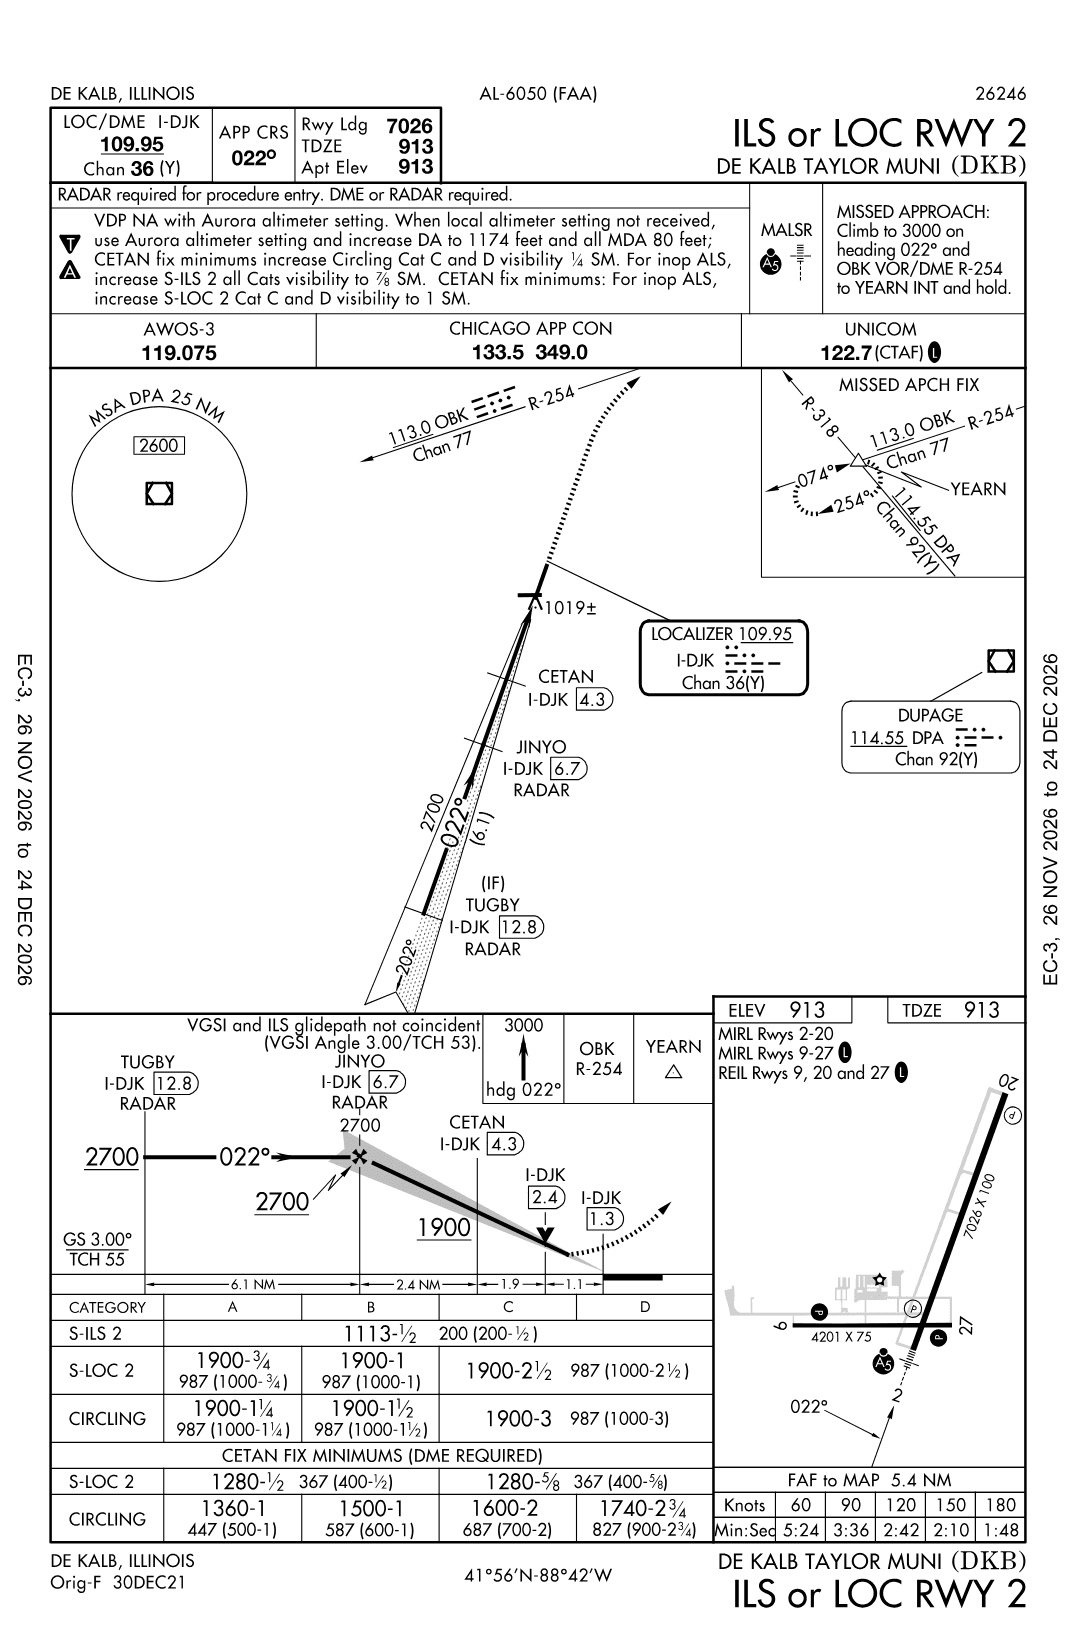 DE KALB, ILLINOIS
AL-6050 (FAA)
26246
LOC/DME I-DJK
109.95
Chan 36 (Y)
APP CRS
022°
Rwy Ldg 7026
TDZE 913
Apt Elev 913
ILS or LOC RWY 2
DE KALB TAYLOR MUNI (DKB)
RADAR required for procedure entry. DME or RADAR required.
T
A
VDP NA with Aurora altimeter setting. When local altimeter setting not received,
use Aurora altimeter setting and increase DA to 1174 feet and all MDA 80 feet;
CETAN fix minimums increase Circling Cat C and D visibility ¼ SM. For inop ALS,
increase S-ILS 2 all Cats visibility to ⅞ SM. CETAN fix minimums: For inop ALS,
increase S-LOC 2 Cat C and D visibility to 1 SM.
MALSR
A5
MISSED APPROACH:
Climb to 3000 on
heading 022° and
OBK VOR/DME R-254
to YEARN INT and hold.
AWOS-3
119.075
CHICAGO APP CON
133.5 349.0
UNICOM
122.7 (CTAF) L
MSA DPA 25 NM
2600
113.0 OBK
R-254
Chan 77
MISSED APCH FIX
R-318
113.0 OBK
R-254
Chan 77
074°
254°
YEARN
114.55 DPA
Chan 92(Y)
1019±
LOCALIZER 109.95
I-DJK
Chan 36(Y)
CETAN
I-DJK 4.3
DUPAGE
114.55 DPA
Chan 92(Y)
JINYO
I-DJK 6.7
RADAR
2700
022°
(6.1)
(IF)
TUGBY
I-DJK 12.8
RADAR
202°
EC-3, 26 NOV 2026 to 24 DEC 2026
EC-3, 26 NOV 2026 to 24 DEC 2026
VGSI and ILS glidepath not coincident
(VGSI Angle 3.00/TCH 53).
3000
hdg 022°
OBK
R-254
YEARN
TUGBY
I-DJK 12.8
RADAR
JINYO
I-DJK 6.7
RADAR
2700
CETAN
I-DJK 4.3
I-DJK
2.4
I-DJK
1.3
2700
022°
2700
1900
GS 3.00°
TCH 55
6.1 NM
2.4 NM
1.9
1.1
ELEV 913
TDZE 913
MIRL Rwys 2-20
MIRL Rwys 9-27 L
REIL Rwys 9, 20 and 27 L
20
P
7026 X 100
P
P
9
27
4201 X 75
P
A5
2
022°
CATEGORY A B C D
S-ILS 2 1113-½ 200 (200-½)
S-LOC 2 1900-¾ 1900-1 1900-2½ 987 (1000-2½)
987 (1000-¾) 987 (1000-1)
CIRCLING 1900-1¼ 1900-1½ 1900-3 987 (1000-3)
987 (1000-1¼) 987 (1000-1½)
CETAN FIX MINIMUMS (DME REQUIRED)
S-LOC 2 1280-½ 367 (400-½) 1280-⅝ 367 (400-⅝)
CIRCLING 1360-1 1500-1 1600-2 1740-2¾
447 (500-1) 587 (600-1) 687 (700-2) 827 (900-2¾)
FAF to MAP 5.4 NM
Knots 60 90 120 150 180
Min:Sec 5:24 3:36 2:42 2:10 1:48
DE KALB, ILLINOIS
Orig-F 30DEC21
41°56'N-88°42'W
DE KALB TAYLOR MUNI (DKB)
ILS or LOC RWY 2